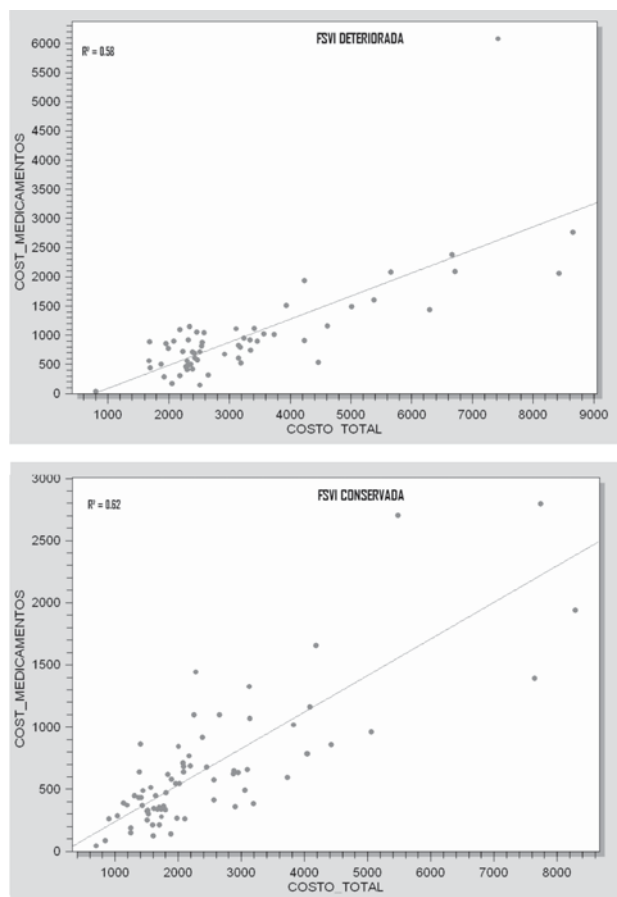 FSVI DETERIORADA
R² = 0.58
COST_MEDICAMENTOS
6000
5500
5000
4500
4000
3500
3000
2500
2000
1500
1000
500
0
1000 2000 3000 4000 5000 6000 7000 8000 9000
COSTO_TOTAL
FSVI CONSERVADA
R² = 0.62
COST_MEDICAMENTOS
3000
2500
2000
1500
1000
500
0
1000 2000 3000 4000 5000 6000 7000 8000
COSTO_TOTAL